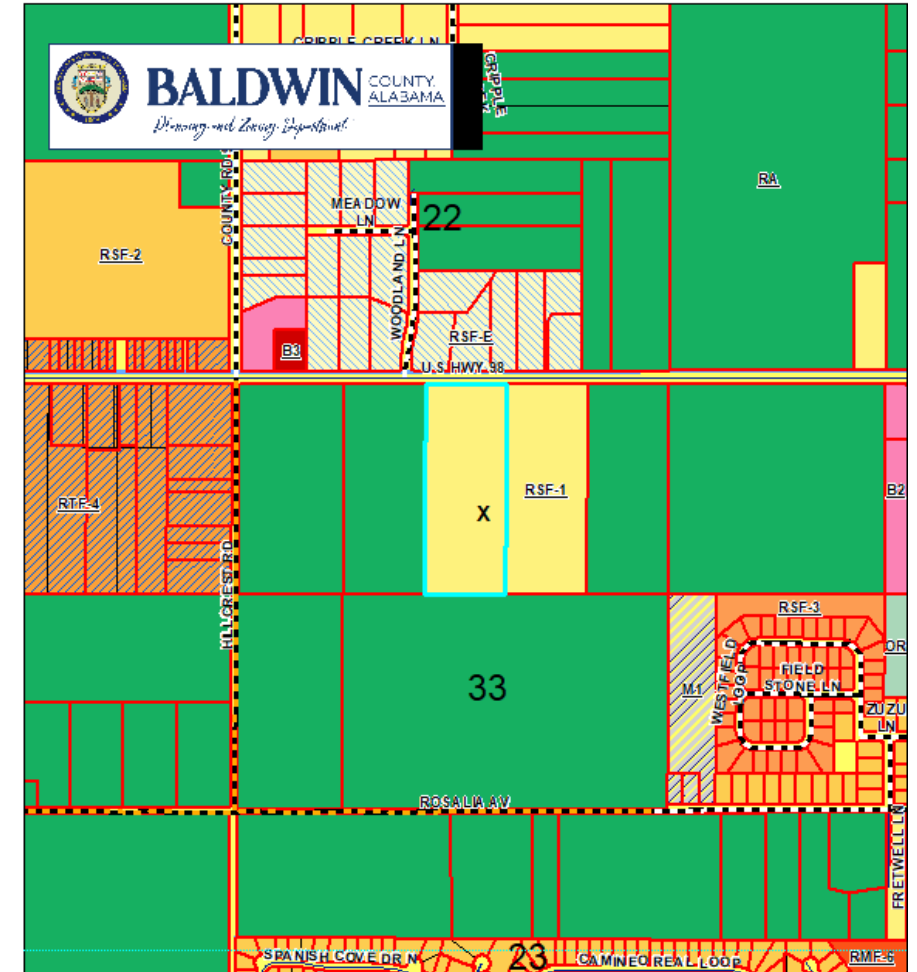 CRIPPLE CREEK LN
CRIPPLE
BALDWIN COUNTY, ALABAMA
Planning and Zoning Department
COUNTY RD
RA
MEADOW
LN
22
RSF-2
WOODLAND LN
RSF-E
B3
U.S. HWY 98
RSF-1
B2
X
RTF-4
HILLCREST RD
RSF-3
OR
WESTFIELD
LOOP
FIELD
STONE LN
33
M1
ZUZU
LN
ROSALIA AV
FRETWELL LN
SPANISH COVE DR N
23
CAMINEO REAL LOOP
RMF-6